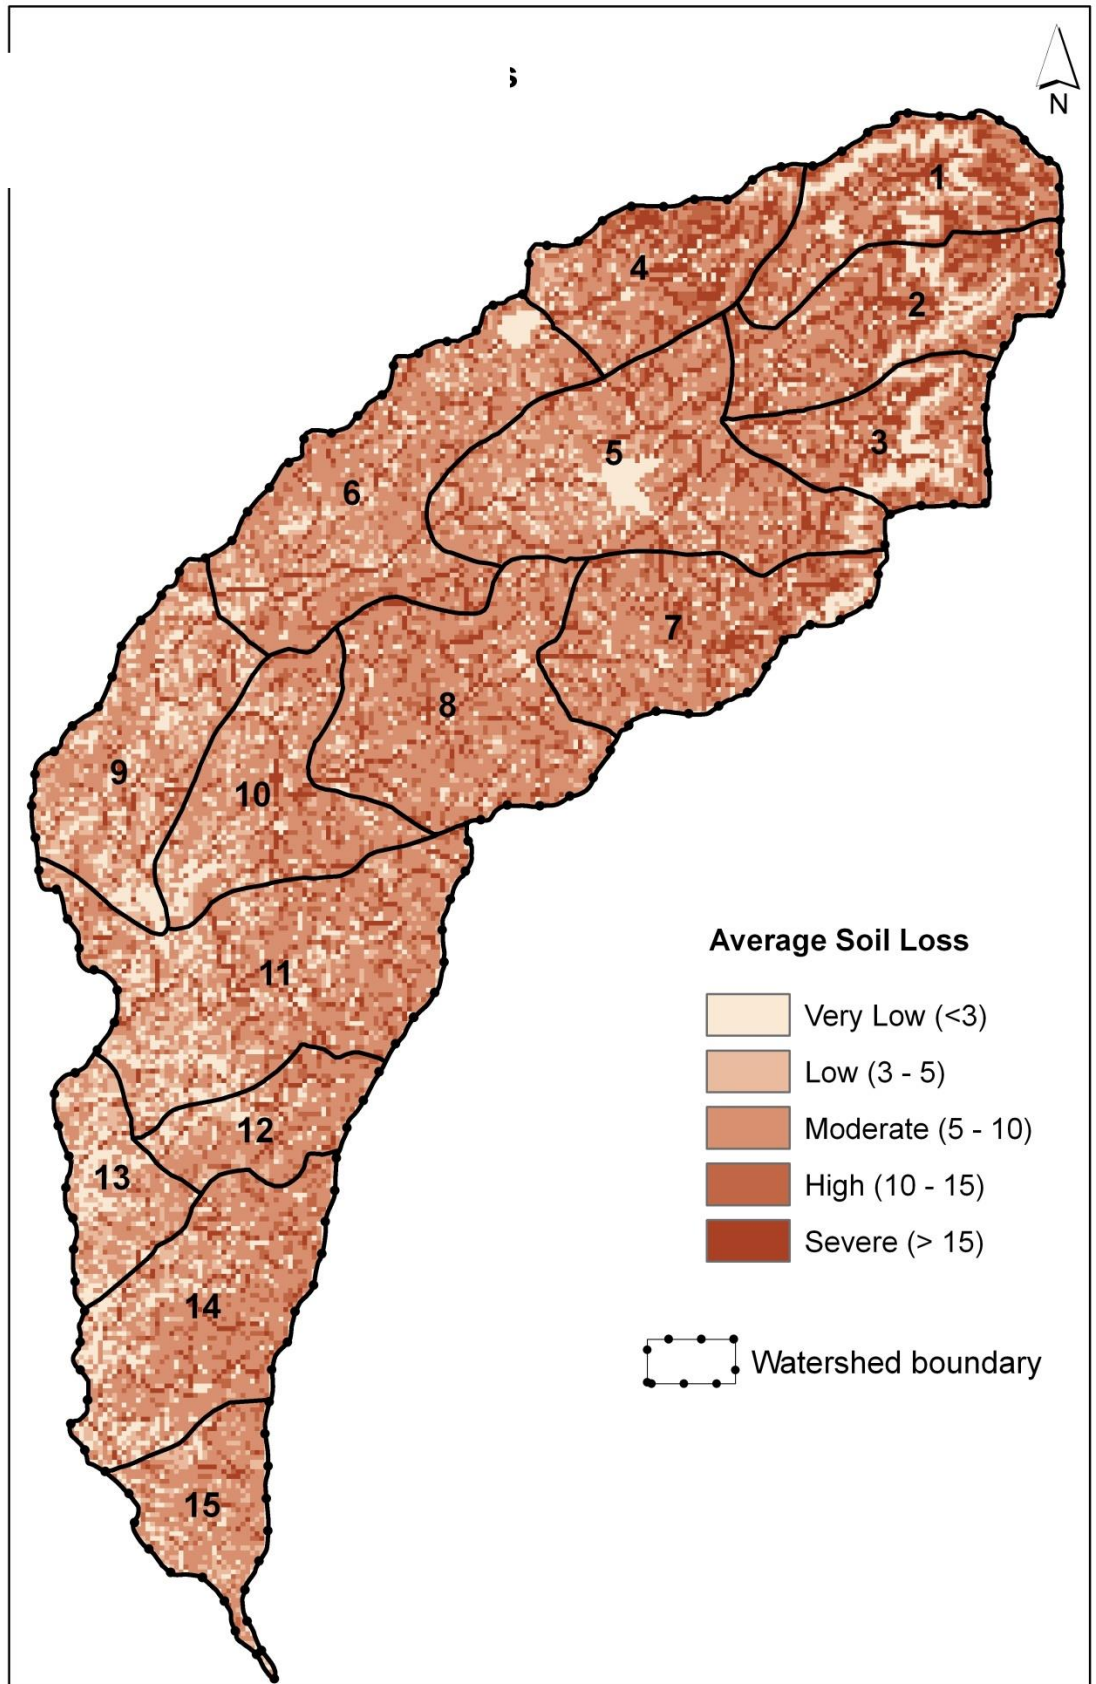 s
N
1
4
2
3
5
6
7
8
9
10
11
12
13
14
15
Average Soil Loss
Very Low (<3)
Low (3 - 5)
Moderate (5 - 10)
High (10 - 15)
Severe (> 15)
Watershed boundary